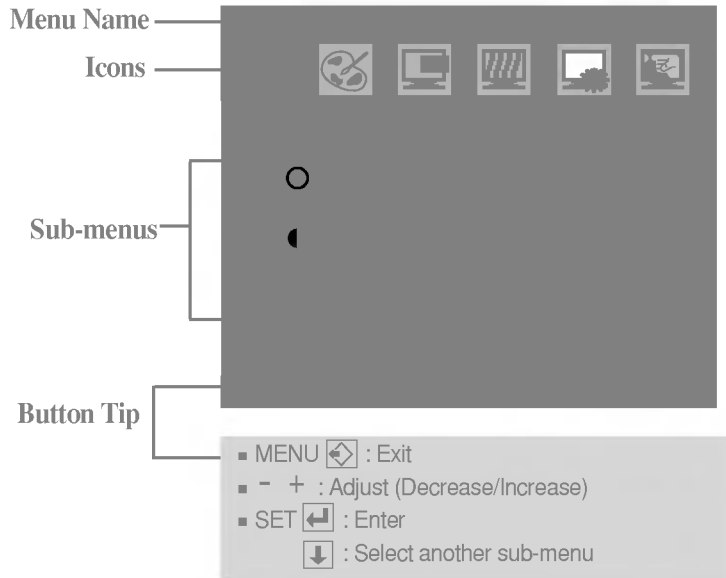 Menu Name
Icons
Sub-menus
Button Tip
▪ MENU : Exit
▪ - + : Adjust (Decrease/Increase)
▪ SET : Enter
: Select another sub-menu